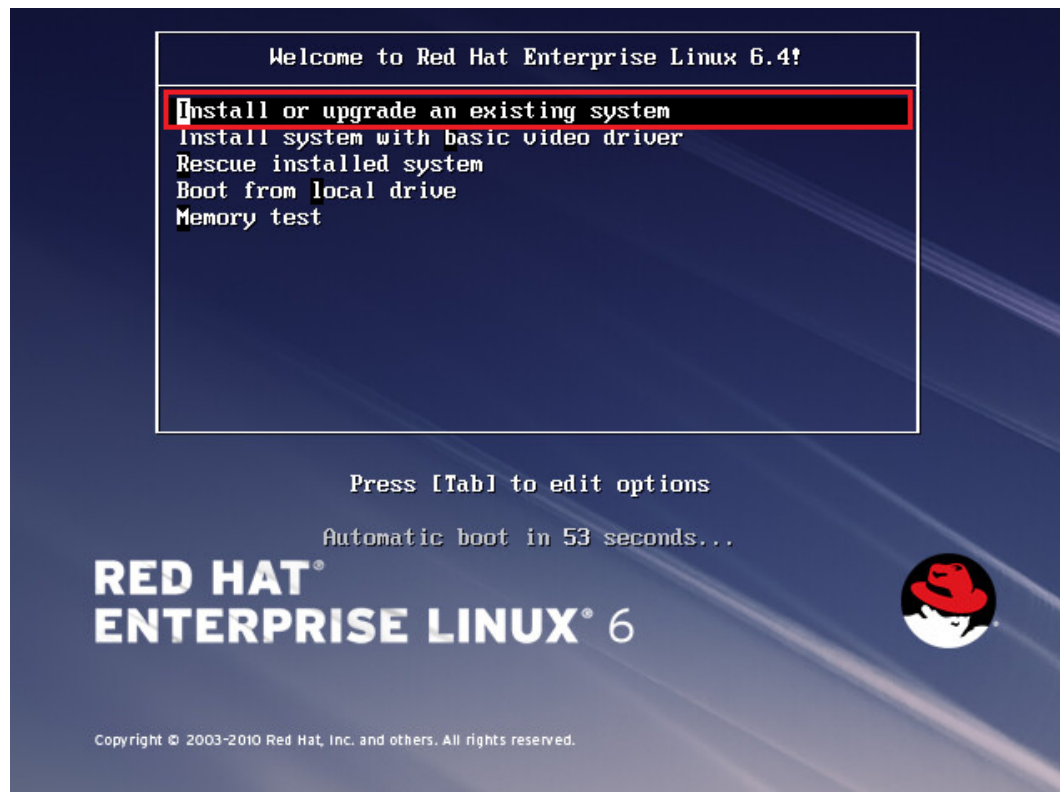 Welcome to Red Hat Enterprise Linux 6.4!
Install or upgrade an existing system
Install system with basic video driver
Rescue installed system
Boot from local drive
Memory test
Press [Tab] to edit options
Automatic boot in 53 seconds...
RED HAT®
ENTERPRISE LINUX® 6
Copyright © 2003-2010 Red Hat, Inc. and others. All rights reserved.